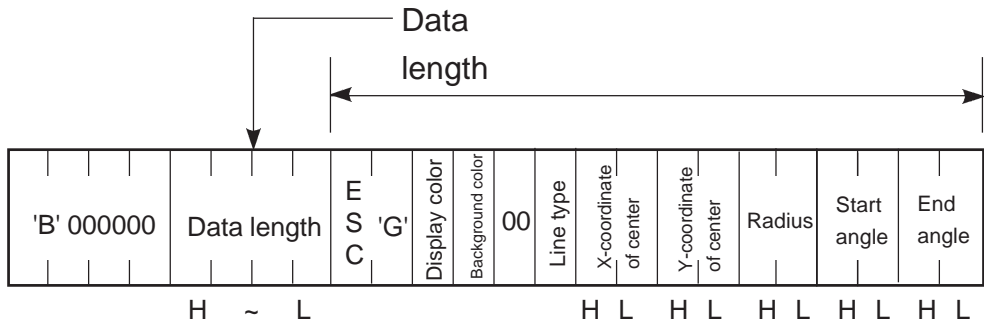 Data
length
'B' 000000
Data length
E
S
C
'G'
Display color
Background color
00
Line type
X-coordinate
of center
Y-coordinate
of center
Radius
Start
angle
End
angle
H ~ L H L H L H L H L H L